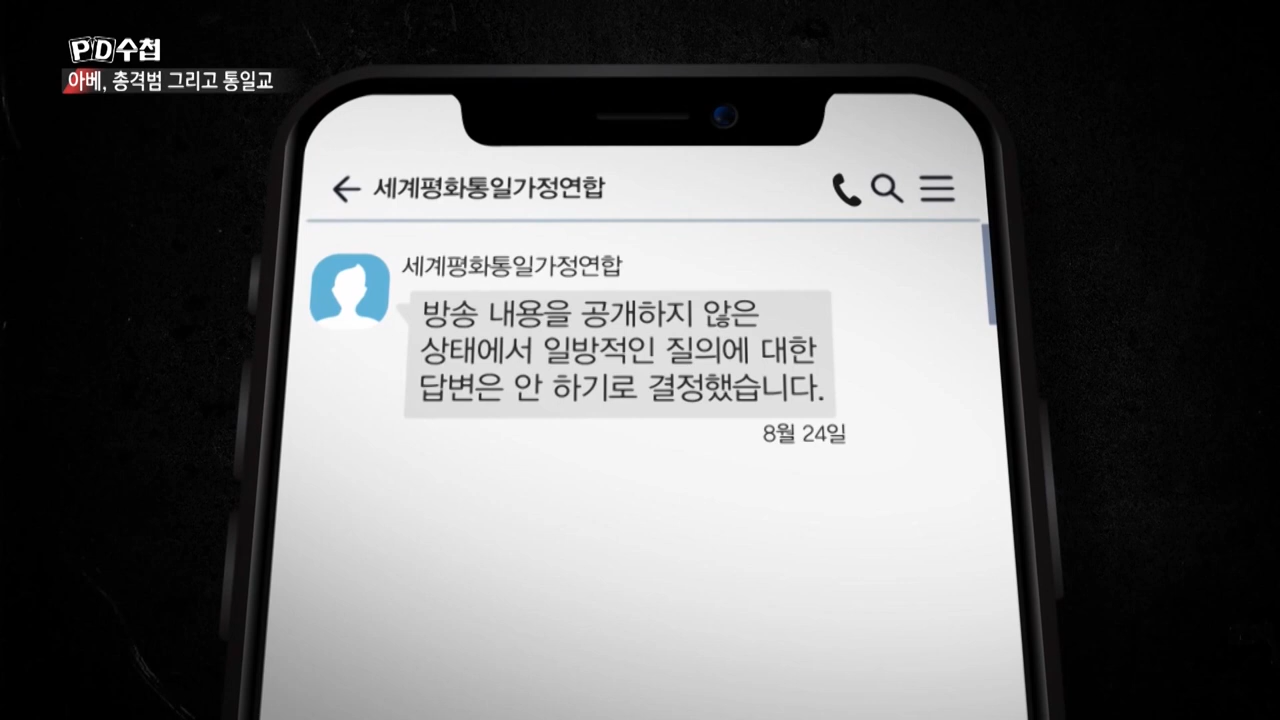 PD수첩
아베, 총격범 그리고 통일교
세계평화통일가정연합
세계평화통일가정연합
방송 내용을 공개하지 않은
상태에서 일방적인 질의에 대한
답변은 안 하기로 결정했습니다.
8월 24일